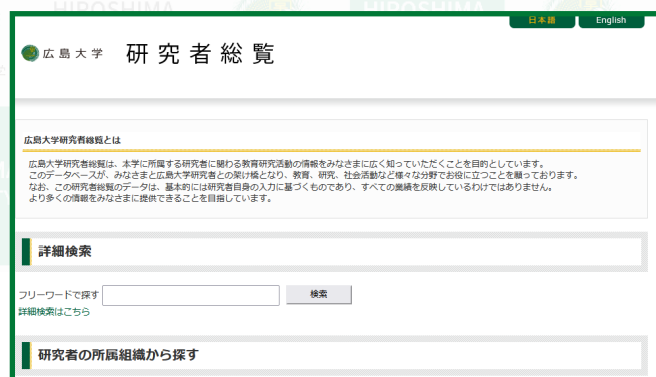 HIROSHIMA HIROSHIMA
日本語 English
広島大学 研究者総覧
広島大学研究者総覧とは
広島大学研究者総覧は、本学に所属する研究者に関わる教育研究活動の情報をみなさまに広く知っていただくことを目的としています。
このデータベースが、みなさまと広島大学研究者との架け橋となり、教育、研究、社会活動など様々な分野でお役に立つことを願っております。
なお、この研究者総覧のデータは、基本的には研究者自身の入力に基づくものであり、すべての業績を反映しているわけではありません。
より多くの情報をみなさまに提供できることを目指しています。
詳細検索
フリーワードで探す 検索
詳細検索はこちら
研究者の所属組織から探す